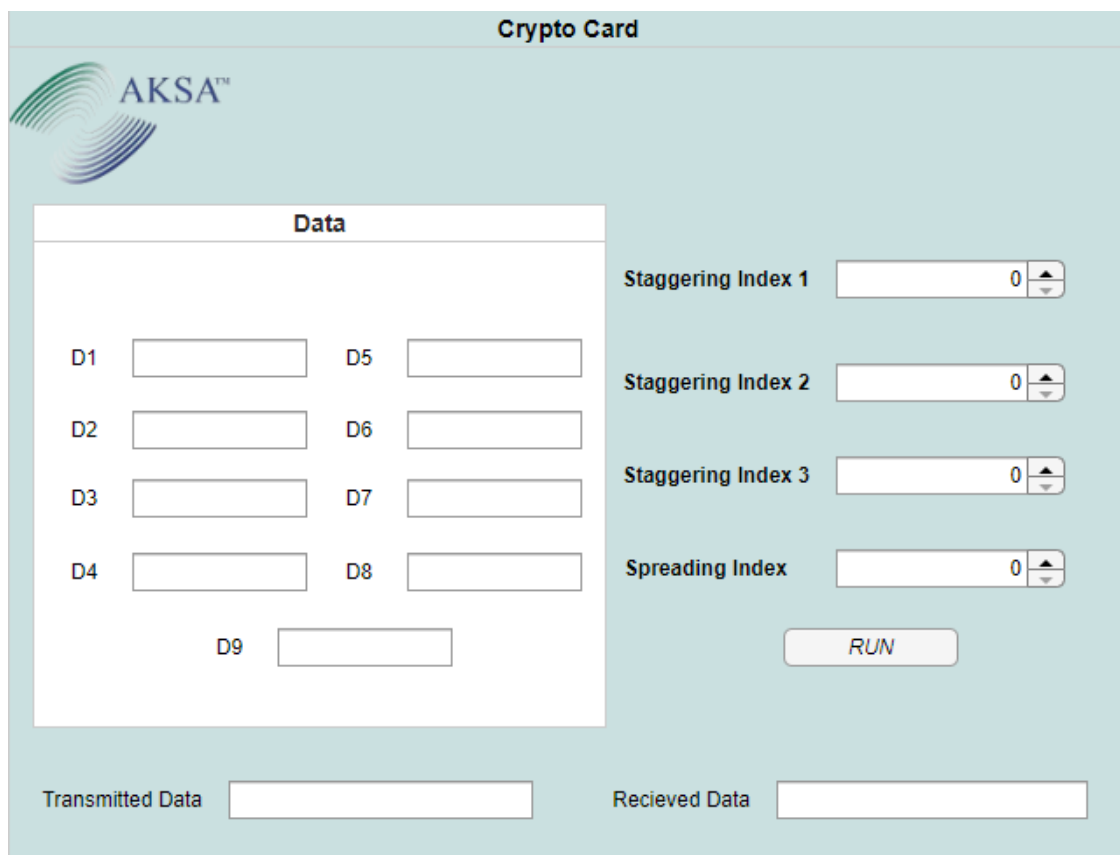 Crypto Card
AKSA™
Data
D1
D5
D2
D6
D3
D7
D4
D8
D9
Staggering Index 1
0
Staggering Index 2
0
Staggering Index 3
0
Spreading Index
0
RUN
Transmitted Data
Recieved Data